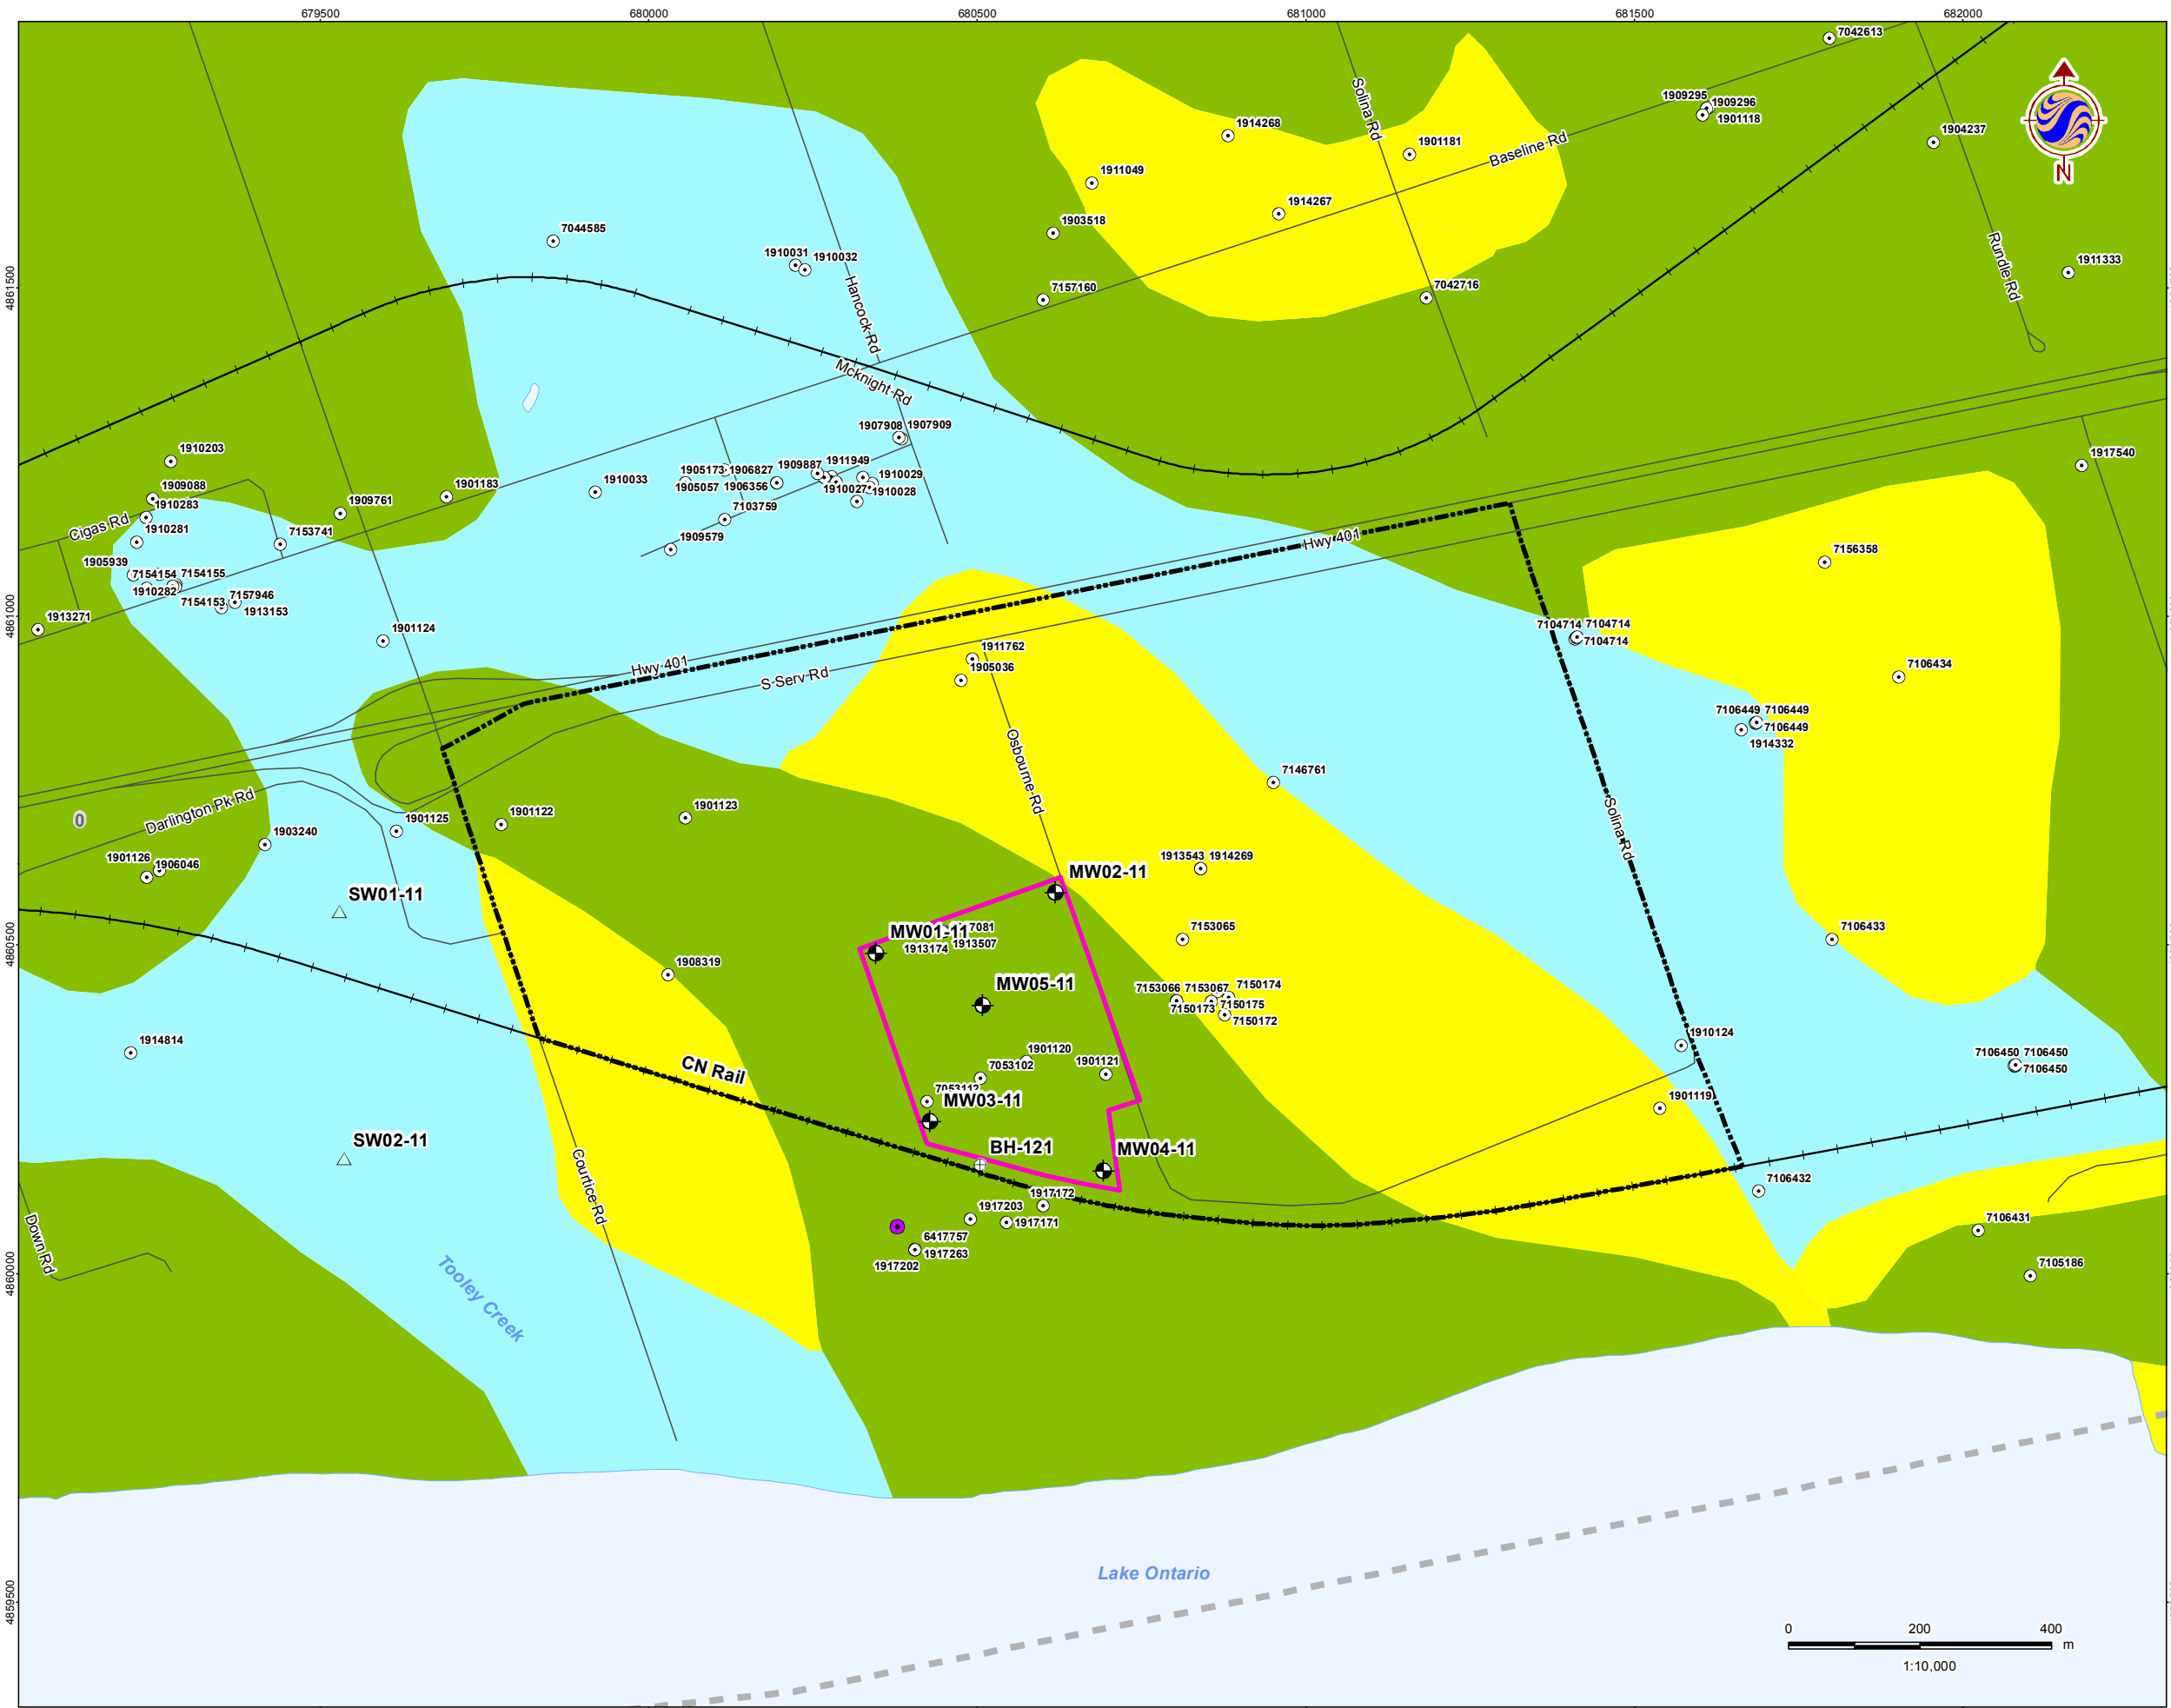 679500 680000 680500 681000 681500 682000
7042613
1909295 1909296
1901118
1904237
N
Solina Rd
1914268
1901181
Baseline Rd
1911049
1914267
1903518
7044585
1910031 1910032
Hancock Rd
7157160
7042716
Rundle Rd
1911333
4861500
Mcknight Rd
1907908 1907909
1910203
1909088
1910283
1901183
1910033
1905173 1906827 1909887 1911949
1905057 1906356
1910029
1910027 1910028
1917540
Cigas Rd
1910281
1909761
7103759
7153741
1909579
Hwy 401
1905939
7154154 7154155
1910282
7154153 7157946
1913153
7156358
4861000
1913271
1901124
7104714 7104714
7104714
Hwy 401
1911762
1905036
S Serv Rd
7106434
7106449 7106449
7106449
1914332
Osbourne Rd
7146761
Darlington Pk Rd
0
1901125
1901122
1901123
Solina Rd
1903240
1901126 1906046
1913543 1914269
SW01-11
MW02-11
MW01-11
7081
1913174 1913507
7153065
7106433
4860500
1908319
MW05-11
7153066 7153067 7150174
7150173 7150175
7150172
1914814
1910124
CN Rail
1901120
7053102
1901121
7106450 7106450
7106450
7053112
MW03-11
1901119
SW02-11
BH-121
MW04-11
Courtice Rd
1917172
7106432
1917203
1917171
Down Rd
6417757
1917263
1917202
7106431
4860000
7105186
Tooley Creek
Lake Ontario
4859500
0 200 400
m
1:10,000